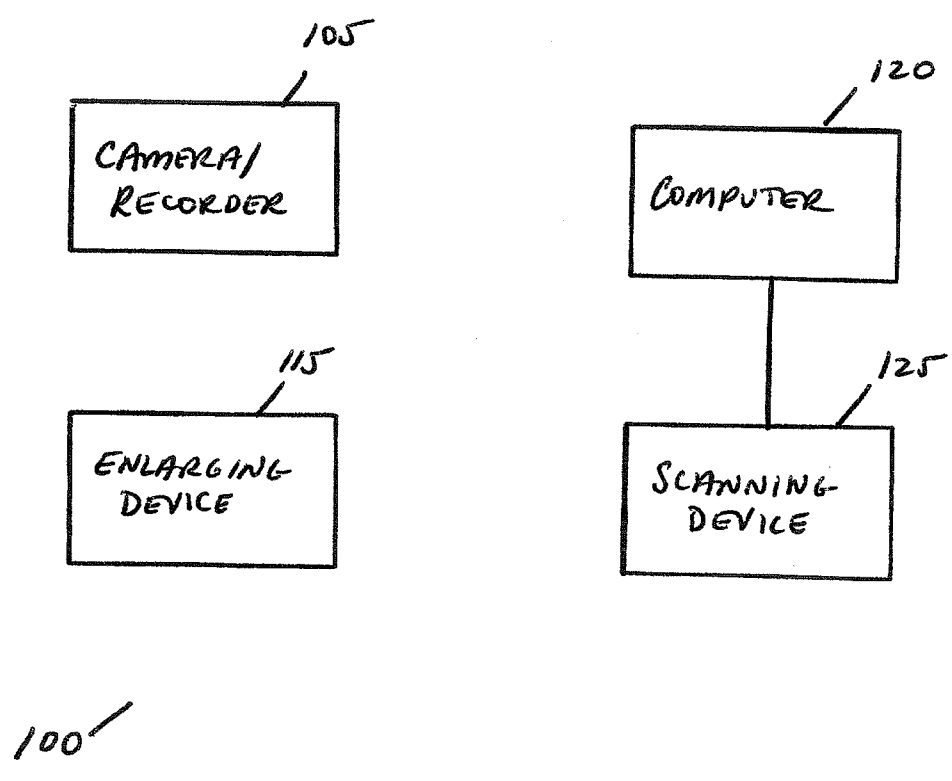 105
CAMERA/
RECORDER
120
COMPUTER
115
ENLARGING
DEVICE
125
SCANNING
DEVICE
100